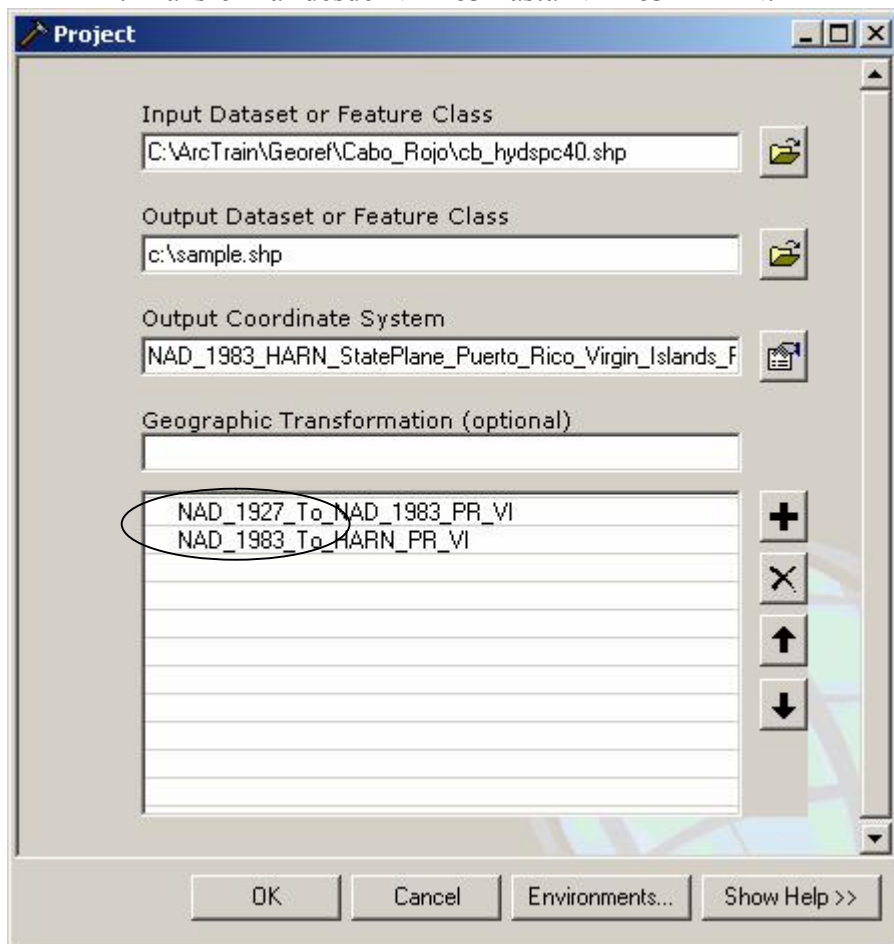 Project
Input Dataset or Feature Class
C:\ArcTrain\Georef\Cabo_Rojo\cb_hydspc40.shp
Output Dataset or Feature Class
c:\sample.shp
Output Coordinate System
NAD_1983_HARN_StatePlane_Puerto_Rico_Virgin_Islands_F
Geographic Transformation (optional)
NAD_1927_To_NAD_1983_PR_VI
NAD_1983_To_HARN_PR_VI
OK Cancel Environments... Show Help >>